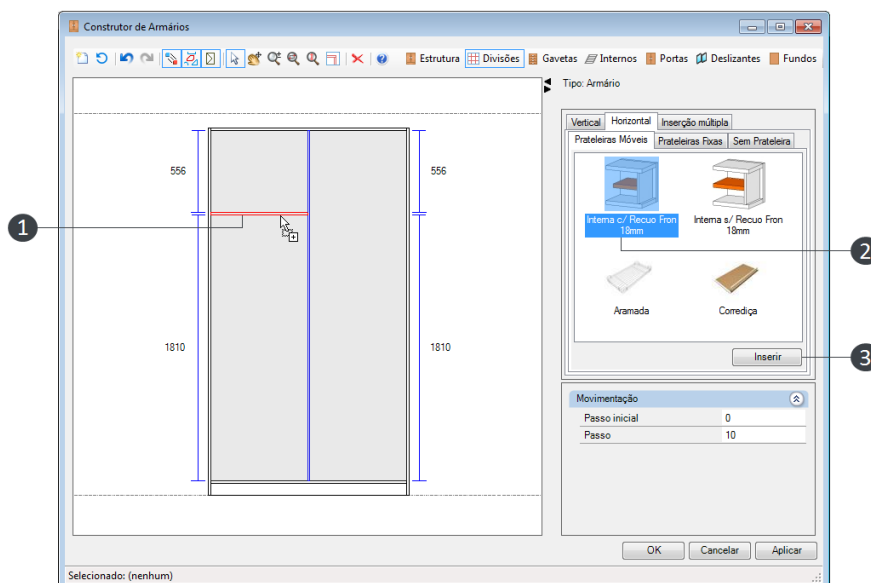 Construtor de Armários
Estrutura Divisões Gavetas Internos Portas Deslizantes Fundos
Tipo: Armário
Vertical Horizontal Inserção múltipla
Prateleiras Móveis Prateleiras Fixas Sem Prateleira
Interna c/ Recuo Fron
18mm
Interna s/ Recuo Fron
18mm
Aramada
Corrediça
Inserir
Movimentação
Passo inicial 0
Passo 10
556
556
1810
1810
1
2
3
OK Cancelar Aplicar
Selecionado: (nenhum)